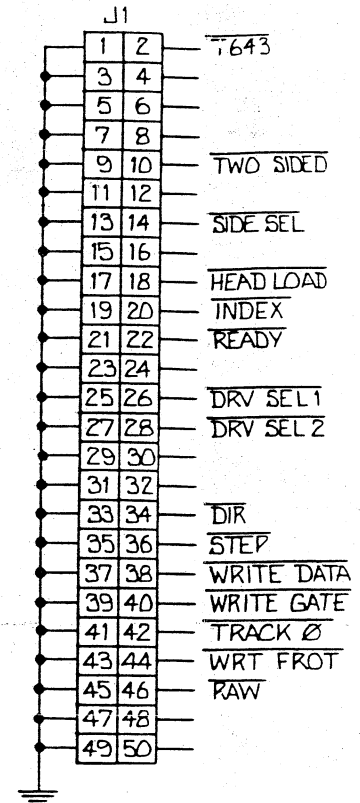 J1
1 2 T643
3 4
5 6
7 8
9 10 TWO SIDED
11 12
13 14 SIDE SEL
15 16
17 18 HEAD LOAD
19 20 INDEX
21 22 READY
23 24
25 26 DRV SEL 1
27 28 DRV SEL 2
29 30
31 32
33 34 DIR
35 36 STEP
37 38 WRITE DATA
39 40 WRITE GATE
41 42 TRACK Ø
43 44 WRT PROT
45 46 RAW
47 48
49 50